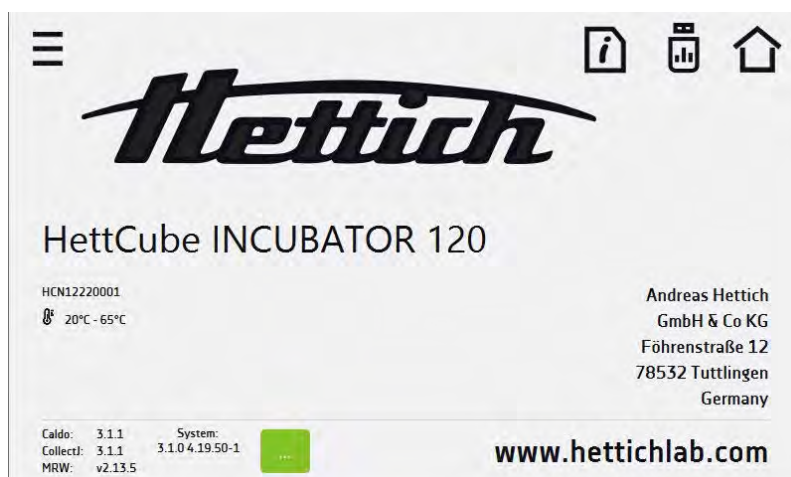 Hettich
HettCube INCUBATOR 120
HCN12220001
20°C - 65°C
Andreas Hettich
GmbH & Co KG
Föhrenstraße 12
78532 Tuttlingen
Germany
Caldo: 3.1.1
CollectJ: 3.1.1
MRW: v2.13.5
System:
3.1.0 4.19.50-1
...
www.hettichlab.com